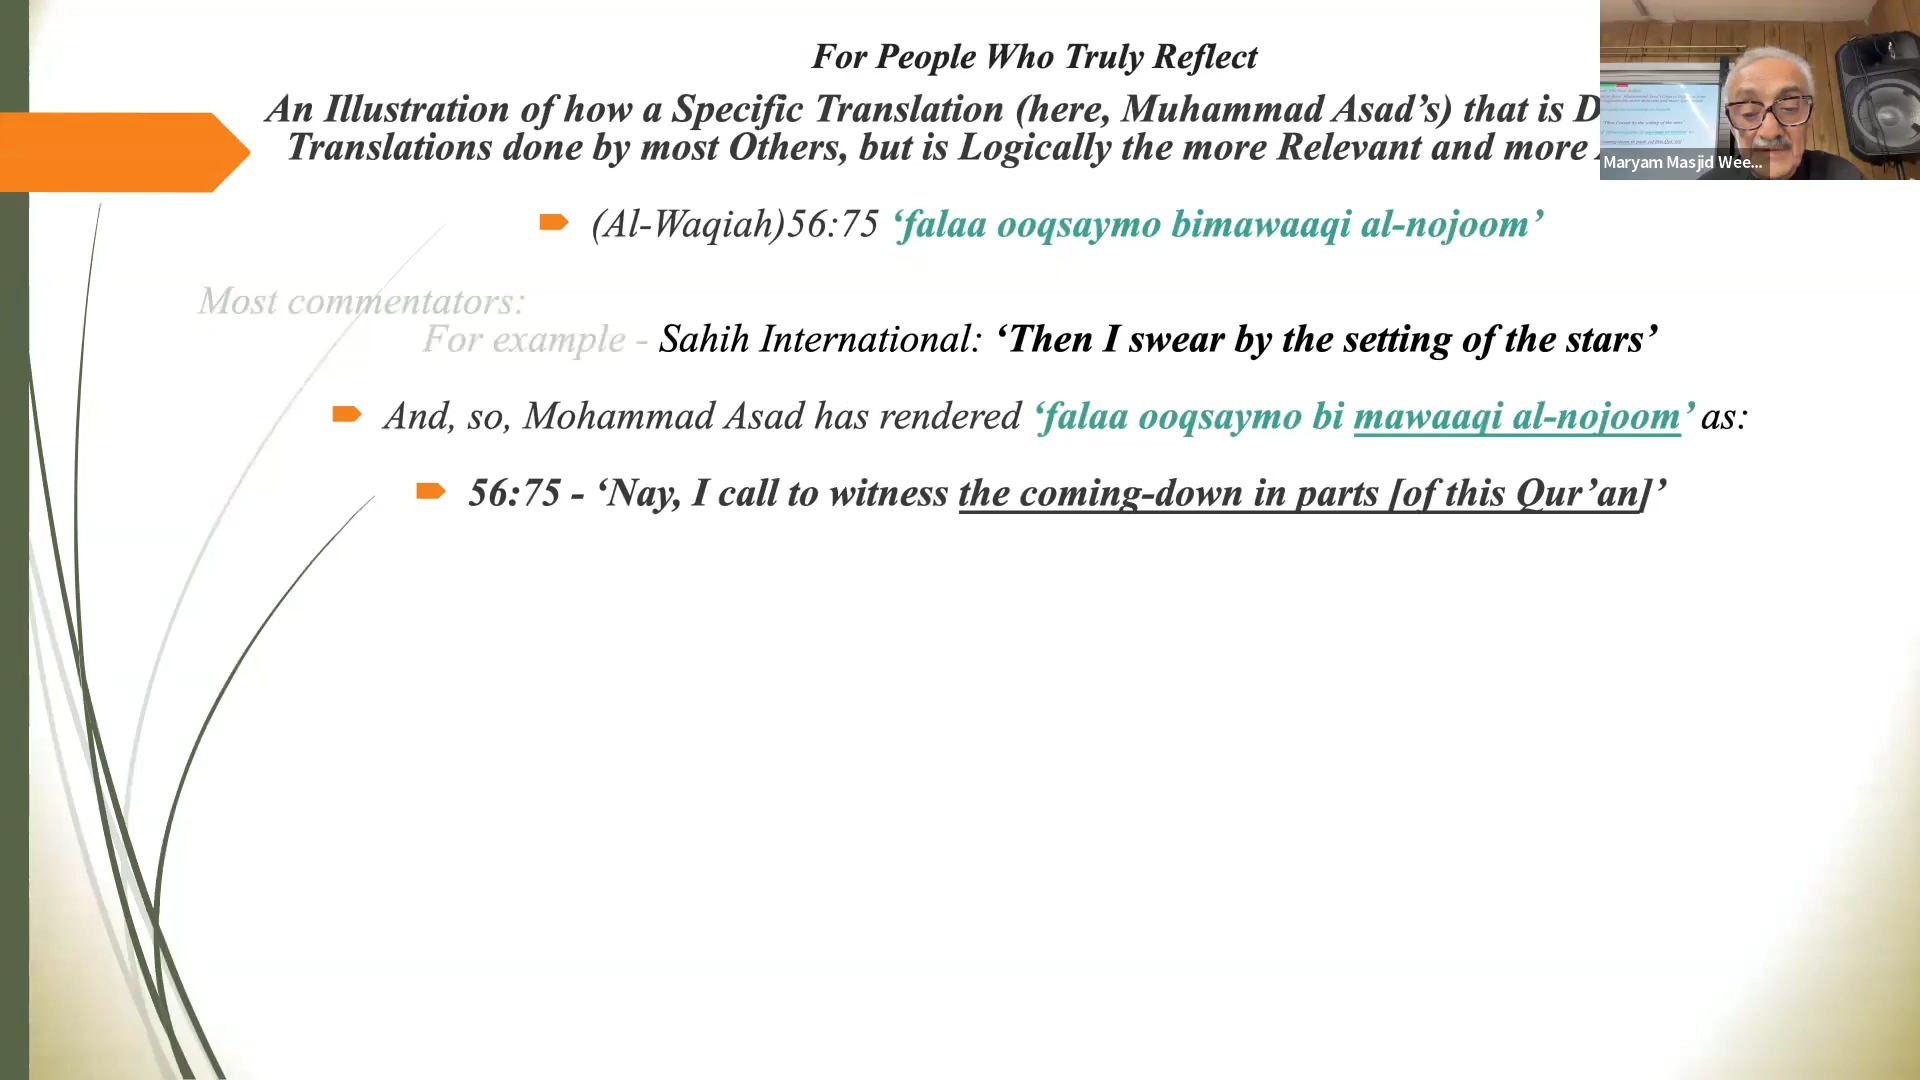 For People Who Truly Reflect
An Illustration of how a Specific Translation (here, Muhammad Asad’s) that is D
Translations done by most Others, but is Logically the more Relevant and more
Maryam Masjid Wee...
(Al-Waqiah)56:75 ‘falaa ooqsaymo bimawaaqi al-nojoom’
Most commentators:
For example - Sahih International: ‘Then I swear by the setting of the stars’
And, so, Mohammad Asad has rendered ‘falaa ooqsaymo bi mawaaqi al-nojoom’ as:
56:75 - ‘Nay, I call to witness the coming-down in parts [of this Qur’an]’